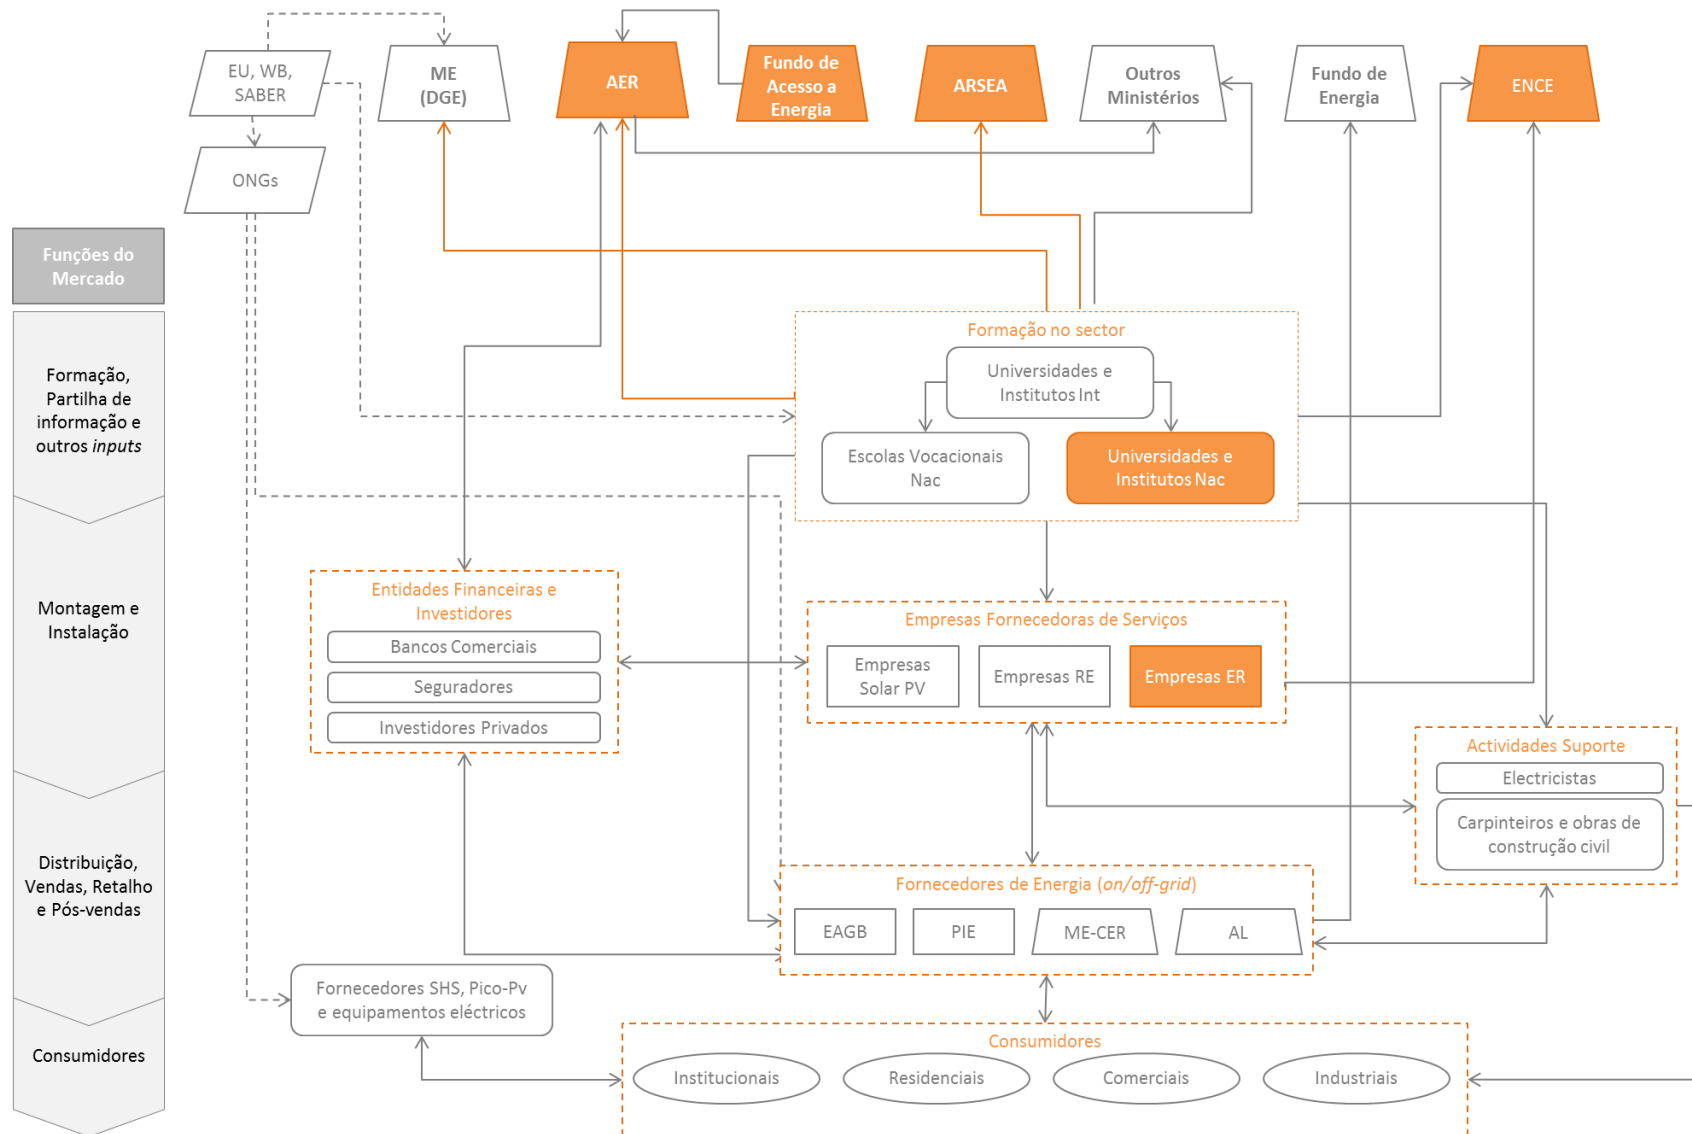 EU, WB,
SABER
ME
(DGE)
AER
Fundo de
Acesso a
Energia
ARSEA
Outros
Ministérios
Fundo de
Energia
ENCE
ONGs
Funções do
Mercado
Formação,
Partilha de
informação e
outros inputs
Montagem e
Instalação
Distribuição,
Vendas, Retalho
e Pós-vendas
Consumidores
Formação no sector
Universidades e
Institutos Int
Escolas Vocacionais
Nac
Universidades e
Institutos Nac
Entidades Financeiras e
Investidores
Bancos Comerciais
Seguradores
Investidores Privados
Empresas Fornecedoras de Serviços
Empresas
Solar PV
Empresas RE
Empresas ER
Actividades Suporte
Electricistas
Carpinteiros e obras de
construção civil
Fornecedores de Energia (on/off-grid)
EAGB
PIE
ME-CER
AL
Fornecedores SHS, Pico-Pv
e equipamentos eléctricos
Consumidores
Institucionais
Residenciais
Comerciais
Industriais